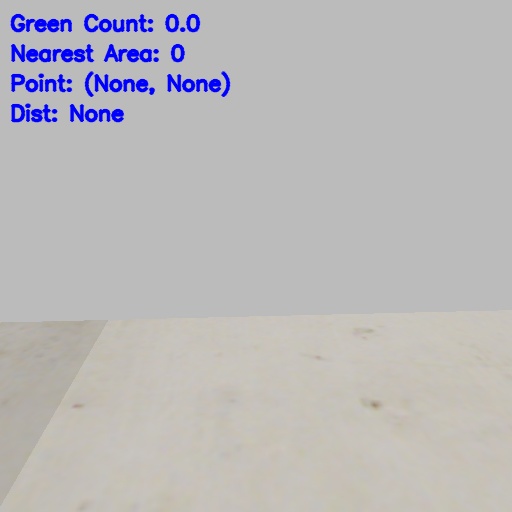 Green Count: 0.0
Nearest Area: 0
Point: (None, None)
Dist: None